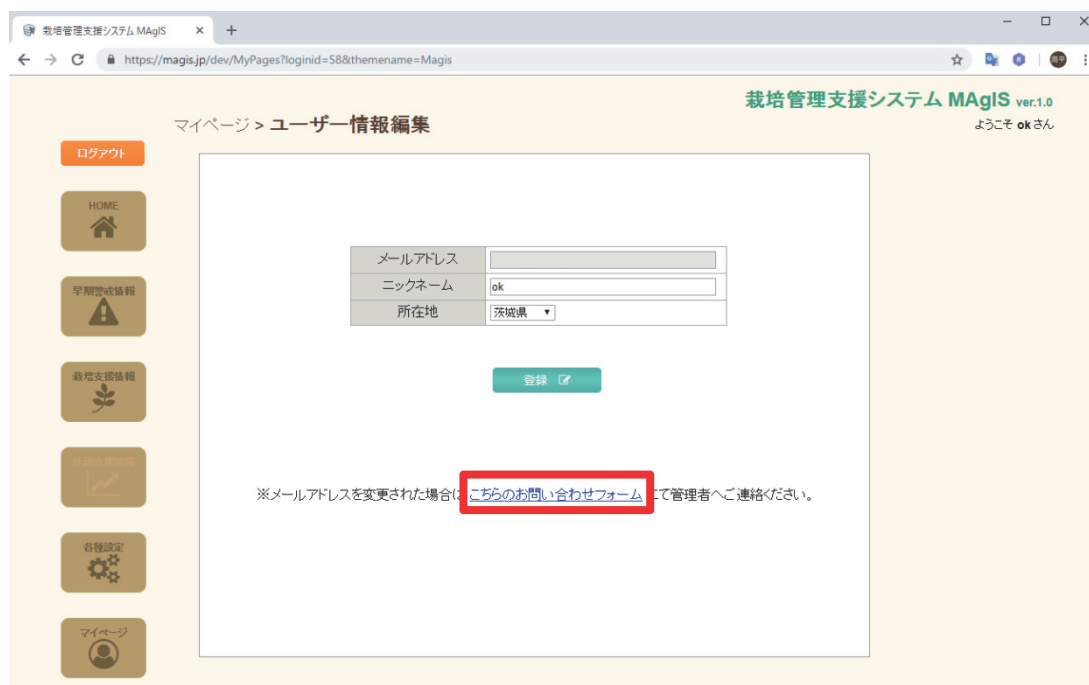 栽培管理支援システム MAgIS
https://magis.jp/dev/MyPages?loginid=58&themename=Magis
栽培管理支援システム MAgIS ver.1.0
マイページ > ユーザー情報編集
ようこそ ok さん
ログアウト
HOME
早期警戒情報
栽培支援情報
各種設定
マイページ
メールアドレス
ニックネーム ok
所在地 茨城県
登録
※メールアドレスを変更された場合は こちらのお問い合わせフォーム にて管理者へご連絡ください。